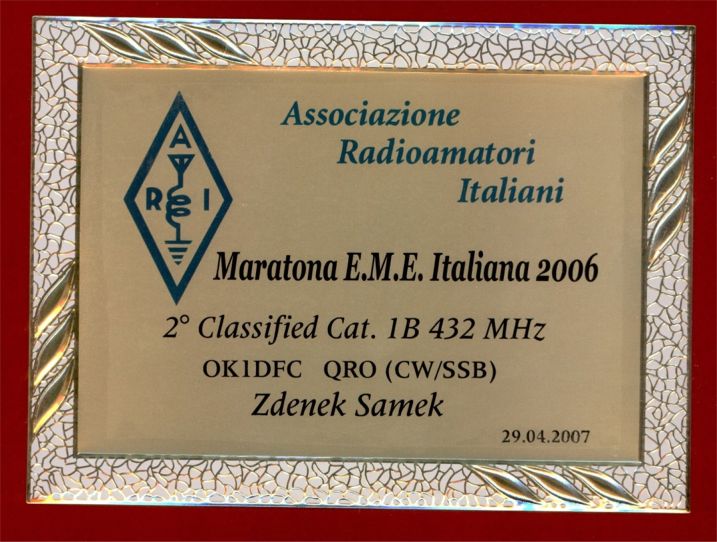 Associazione
Radioamatori
Italiani
A
R I
Maratona E.M.E. Italiana 2006
2° Classified Cat. 1B 432 MHz
OK1DFC QRO (CW/SSB)
Zdenek Samek
29.04.2007